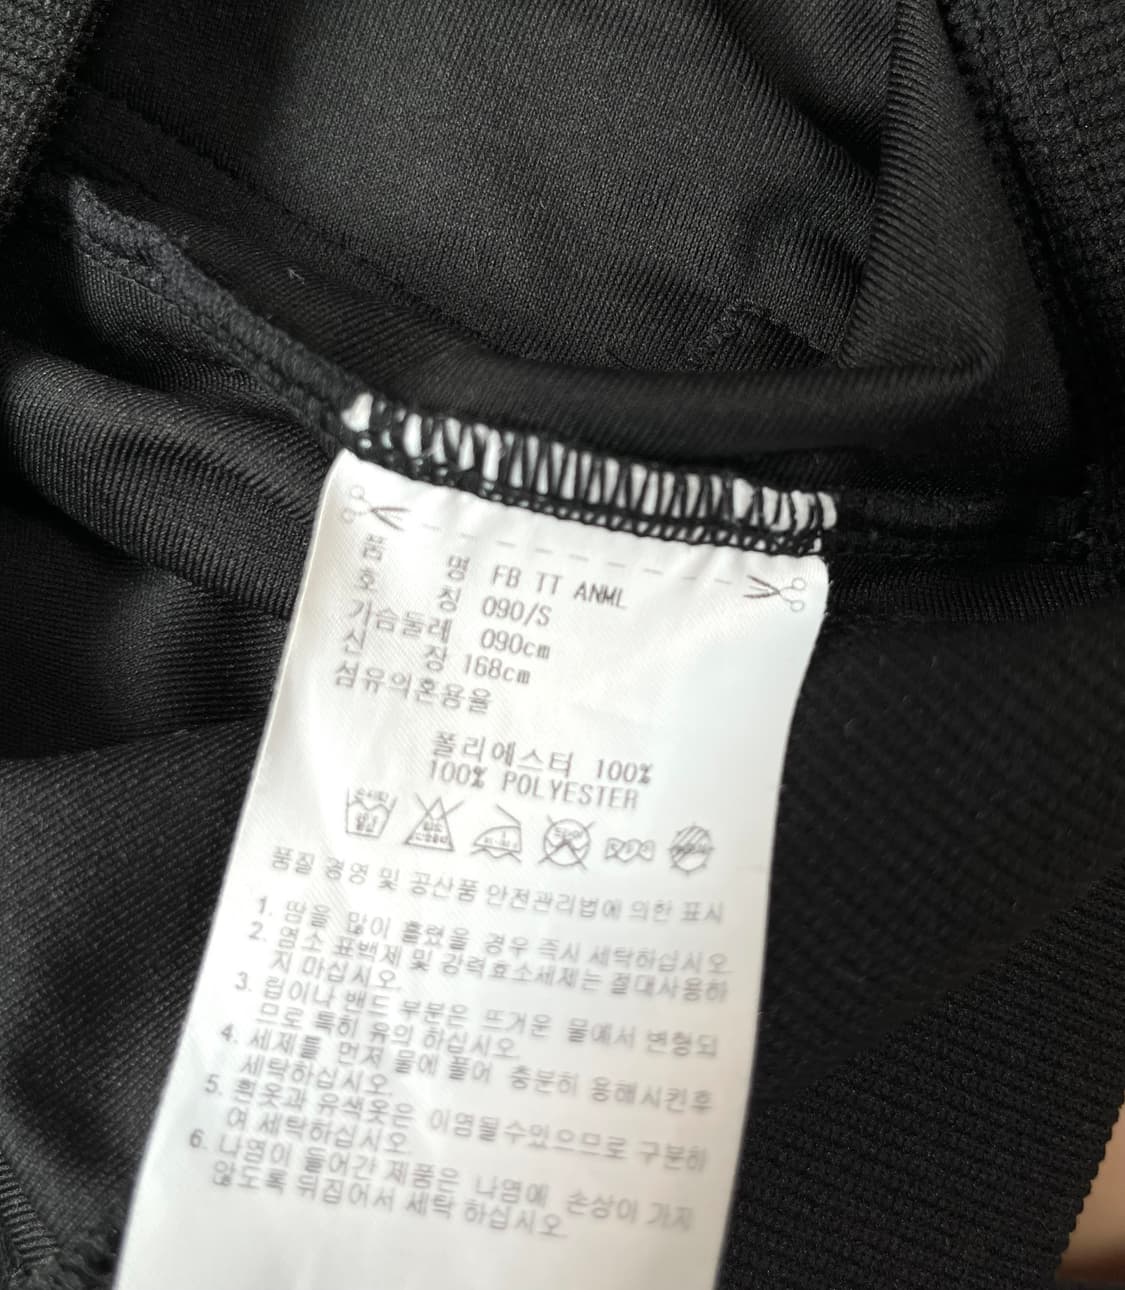 품 명 FB TT ANML
호 칭 090/S
가슴둘레 090cm
신 장 168cm
섬유의혼용율
폴리에스터 100%
100% POLYESTER
품질 경영 및 공산품 안전관리법에 의한 표시
1. 땀을 많이 흘렸을 경우 즉시 세탁하십시오.
2. 염소 표백제 및 강력효소세제는 절대사용하
지 마십시오.
3. 립이나 밴드 부분은 뜨거운 물에서 변형되
므로 특히 유의 하십시오.
4. 세제를 먼저 물에 풀어 충분히 용해시킨후
세탁하십시오.
5. 흰옷과 유색옷은 이염될수있으므로 구분하
여 세탁하십시오.
6. 나염이 들어간 제품은 나염에 손상이 가지
않도록 뒤집어서 세탁 하십시오.